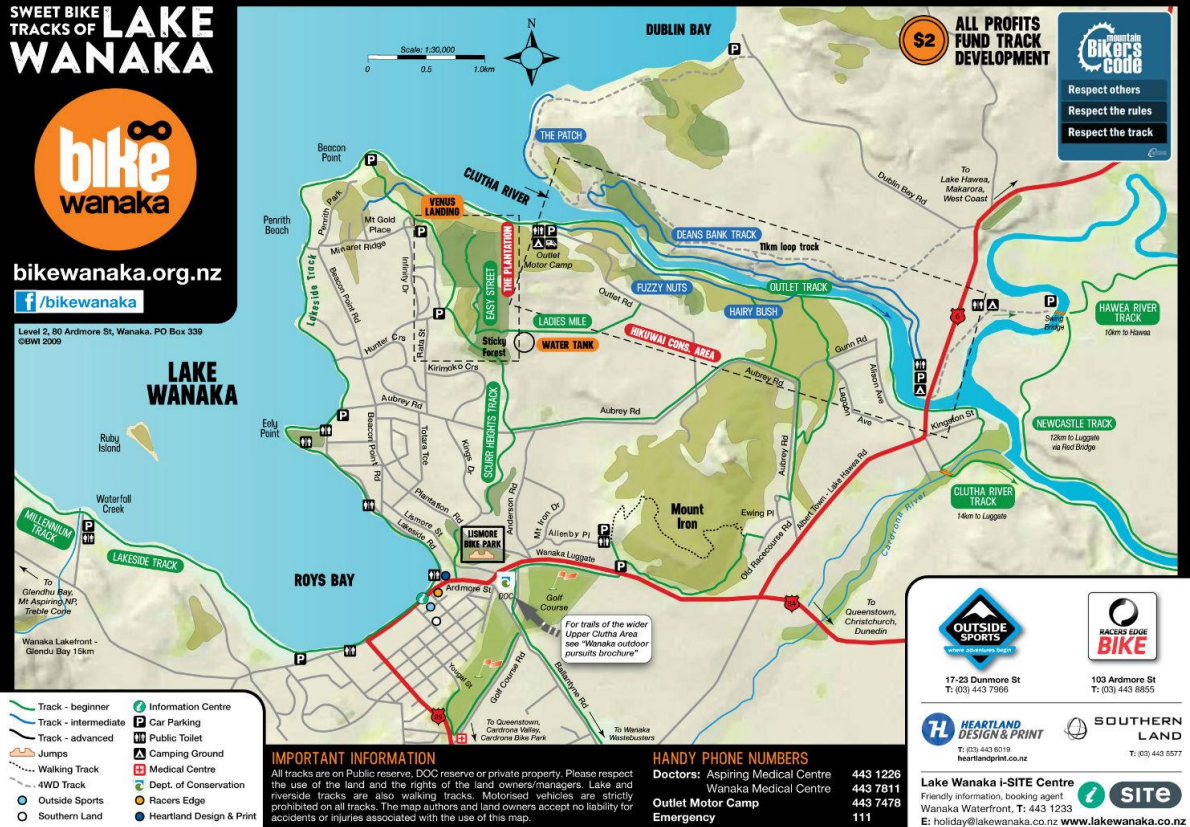 SWEET BIKE
TRACKS OF LAKE
WANAKA
bike
wanaka
bikewanaka.org.nz
f /bikewanaka
Level 2, 80 Ardmore St, Wanaka. PO Box 339
©BWI 2009
Scale: 1:30,000
0 0.5 1.0km
N
DUBLIN BAY
$2
ALL PROFITS
FUND TRACK
DEVELOPMENT
mountain
Bikers
code
Respect others
Respect the rules
Respect the track
Beacon
Point
THE PATCH
CLUTHA RIVER
To
Lake Hawea,
Makarora,
West Coast
Dublin Bay Rd
Penrith
Beach
Penrith Park
Mt Gold
Place
VENUS
LANDING
Minaret Ridge
THE PLANTATION
Outlet
Motor Camp
DEANS BANK TRACK
11km loop track
Lakeside Track
Beacon Point Rd
Infinity Dr
EASY STREET
Outlet Rd
FUZZY NUTS
OUTLET TRACK
HAIRY BUSH
LADIES MILE
HIKUWAI CONS. AREA
6
Swing
Bridge
HAWEA RIVER
TRACK
10km to Hawea
Hunter Crs
Rata St
Sticky
Forest
WATER TANK
Kirimoko Crs
Gunn Rd
Alison Ave
Lagoon Ave
LAKE
WANAKA
Aubrey Rd
Aubrey Rd
Aubrey Rd
Aubrey Rd
Kingston St
Ruby
Island
Eely
Point
Beacon Point Rd
Totara Tce
Kings Dr
SCURR HEIGHTS TRACK
NEWCASTLE TRACK
12km to Luggate
via Red Bridge
Albert Town - Lake Hawea Rd
CLUTHA RIVER
TRACK
14km to Luggate
Cardrona River
Waterfall
Creek
MILLENNIUM
TRACK
LAKESIDE TRACK
Plantation Rd
Lismore St
Lakeside Rd
Anderson Rd
Mt Iron Dr
Allenby Pl
Mount
Iron
Ewing Pl
Old Racecourse Rd
LISMORE
BIKE PARK
Wanaka Luggate
ROYS BAY
To
Glendhu Bay,
Mt Aspiring NP,
Treble Cone
Wanaka Lakefront -
Glendu Bay 15km
Ardmore St
DOC
Golf
Course
84
To
Queenstown,
Christchurch,
Dunedin
For trails of the wider
Upper Clutha Area
see "Wanaka outdoor
pursuits brochure"
Youngal St
Golf Course Rd
Ballantyne Rd
To Queenstown,
Cardrona Valley,
Cardrona Bike Park
To Wanaka
Wastebusters
Track - beginner
Track - intermediate
Track - advanced
Jumps
Walking Track
4WD Track
Outside Sports
Southern Land
Information Centre
Car Parking
Public Toilet
Camping Ground
Medical Centre
Dept. of Conservation
Racers Edge
Heartland Design & Print
IMPORTANT INFORMATION
All tracks are on Public reserve, DOC reserve or private property. Please respect
the use of the land and the rights of the land owners/managers. Lake and
riverside tracks are also walking tracks. Motorised vehicles are strictly
prohibited on all tracks. The map authors and land owners accept no liability for
accidents or injuries associated with the use of this map.
HANDY PHONE NUMBERS
Doctors: Aspiring Medical Centre 443 1226
Wanaka Medical Centre 443 7811
Outlet Motor Camp 443 7478
Emergency 111
OUTSIDE
SPORTS
where adventures begin
17-23 Dunmore St
T: (03) 443 7966
RACERS EDGE
BIKE
103 Ardmore St
T: (03) 443 8855
HEARTLAND
DESIGN & PRINT
T: (03) 443 6019
heartlandprint.co.nz
SOUTHERN
LAND
T: (03) 443 5577
Lake Wanaka i-SITE Centre
Friendly information, booking agent
Wanaka Waterfront, T: 443 1233
E: holiday@lakewanaka.co.nz www.lakewanaka.co.nz
i SITE